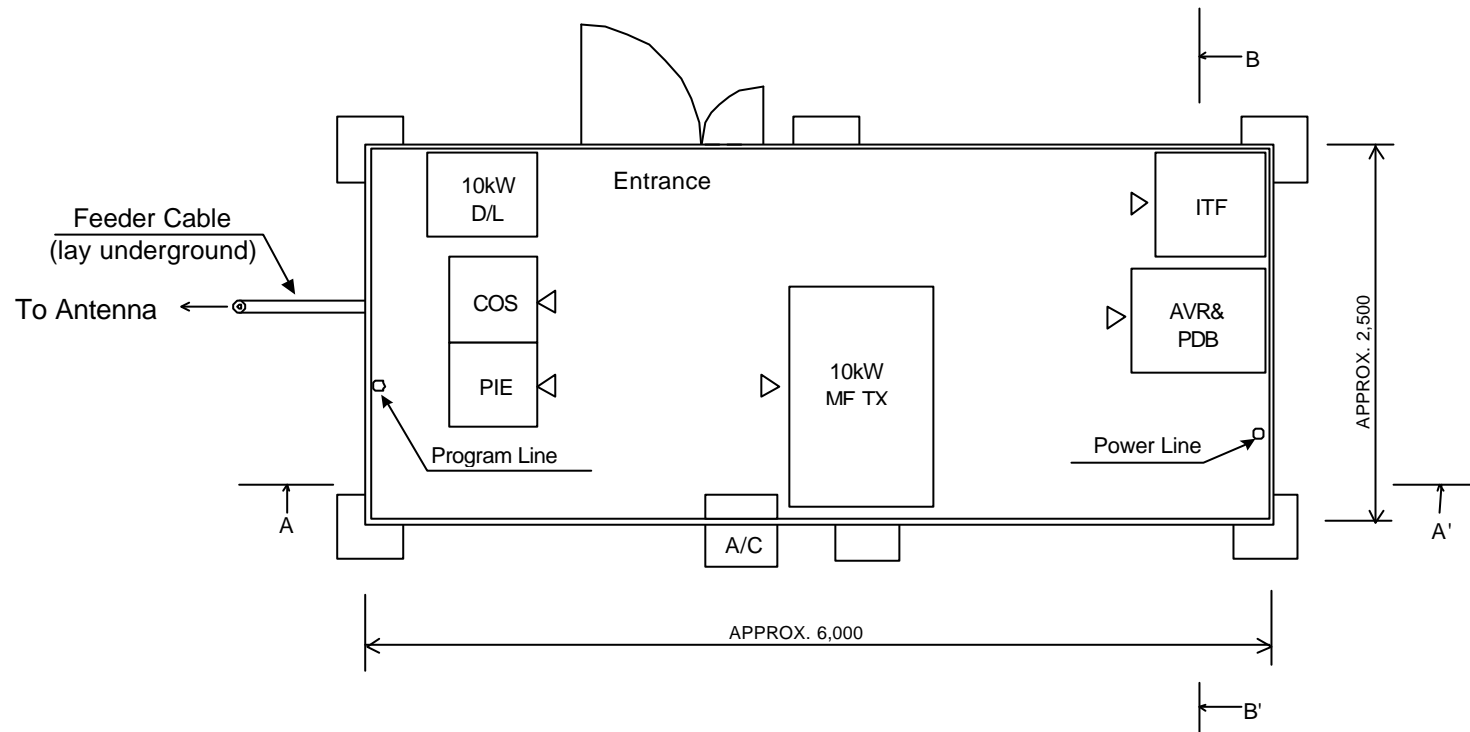 B
10kW
D/L
Entrance
ITF
Feeder Cable
(lay underground)
To Antenna
COS
AVR&
PDB
PIE
10kW
MF TX
APPROX. 2,500
Program Line
Power Line
A
A/C
A'
APPROX. 6,000
B'